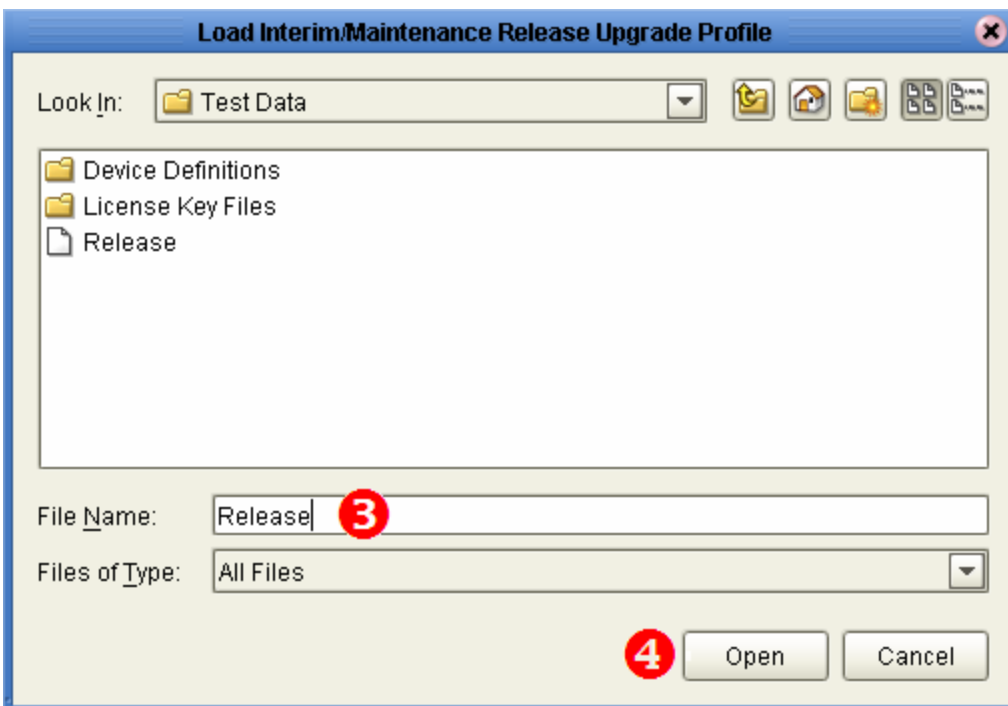 Load Interim/Maintenance Release Upgrade Profile
Look In: Test Data
Device Definitions
License Key Files
Release
File Name: Release 3
Files of Type: All Files
4 Open Cancel